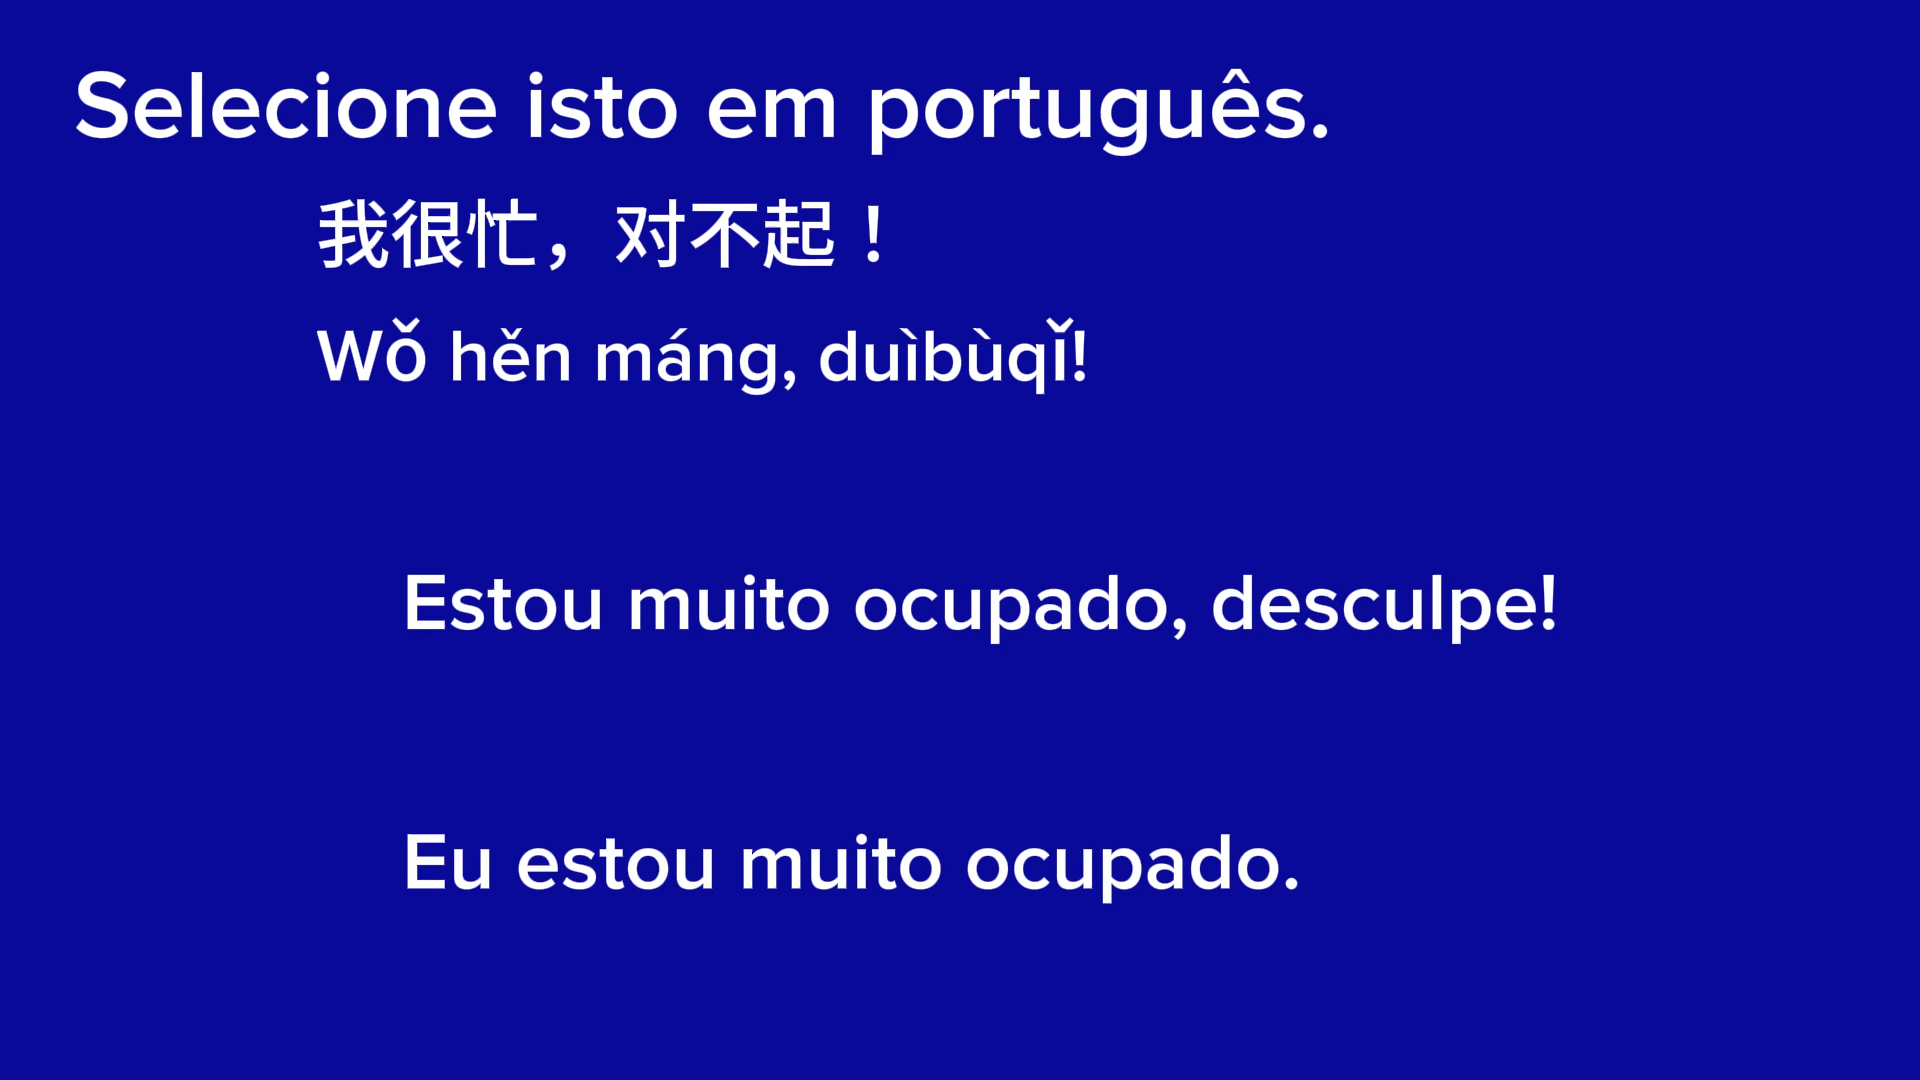 Selecione isto em português.
我很忙，对不起！
Wǒ hěn máng, duìbùqǐ!
Estou muito ocupado, desculpe!
Eu estou muito ocupado.